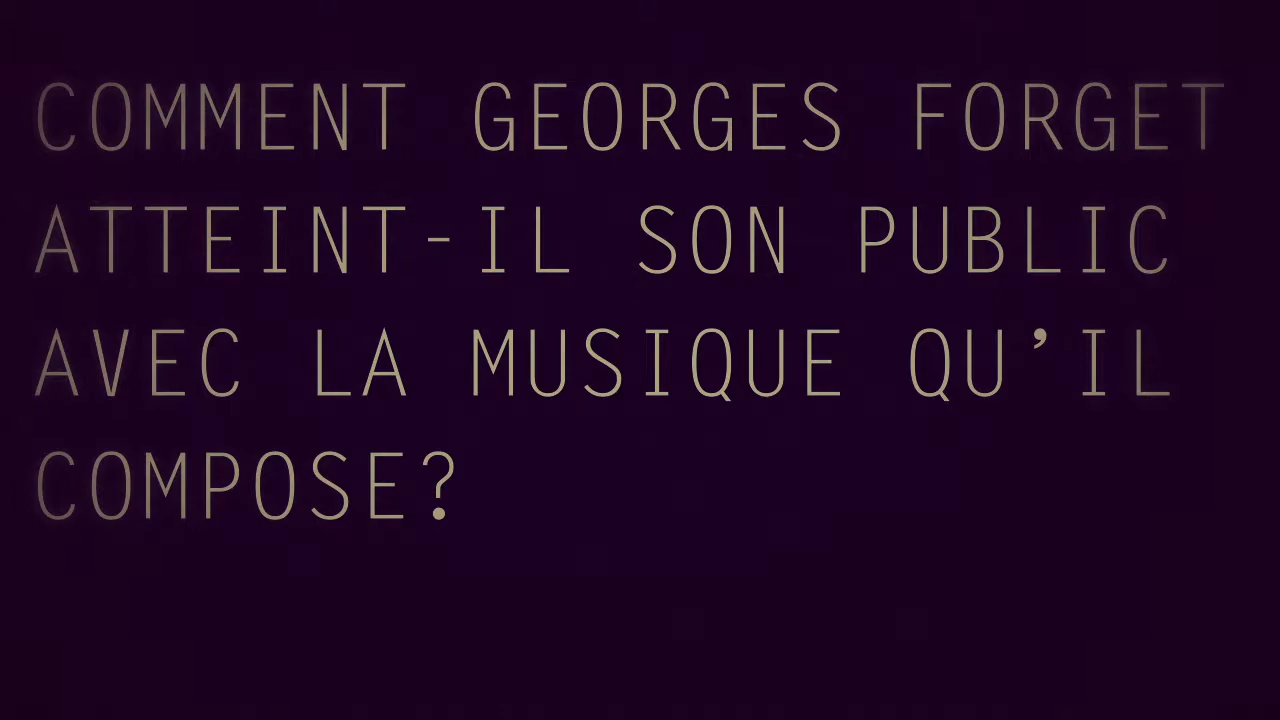 COMMENT GEORGES FORGET
ATTEINT-IL SON PUBLIC
AVEC LA MUSIQUE QU’IL
COMPOSE?